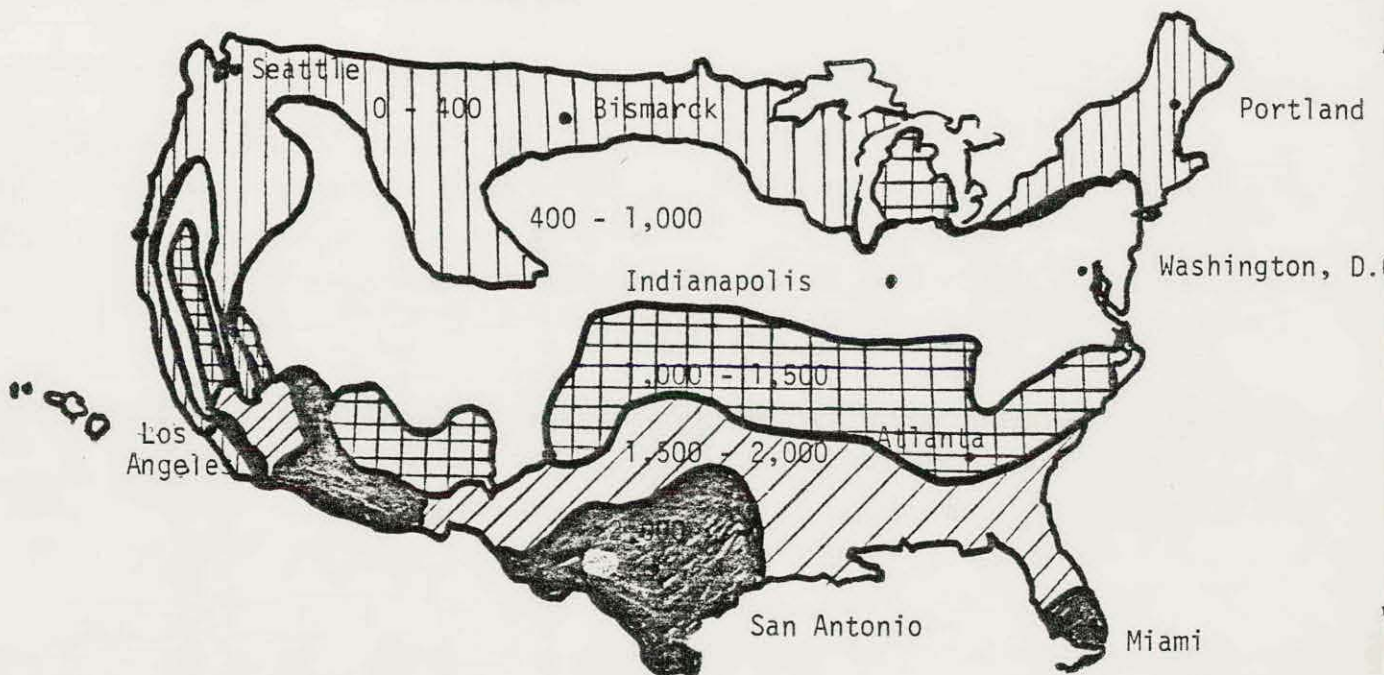 Seattle
0 - 400
Bismarck
Portland
400 - 1,000
Indianapolis
Washington, D.
1,000 - 1,500
Los
Angeles
Atlanta
1,500 - 2,000
San Antonio
Miami